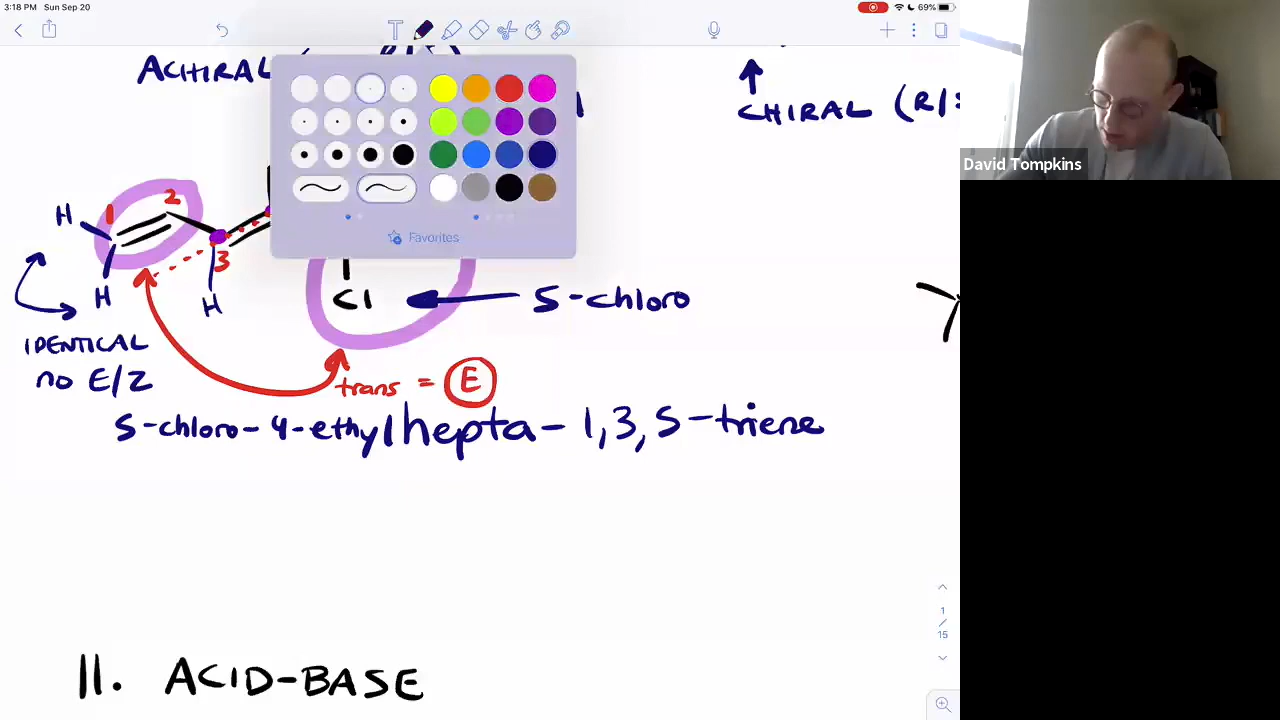 3:18 PM Sun Sep 20
69%
ACHIRAL
CHIRAL (R/S
Favorites
David Tompkins
H
1
2
3
H
H
Cl
5-chloro
IDENTICAL
no E/Z
trans = E
5-chloro-4-ethylhepta-1,3,5-triene
1
/
15
II. ACID-BASE